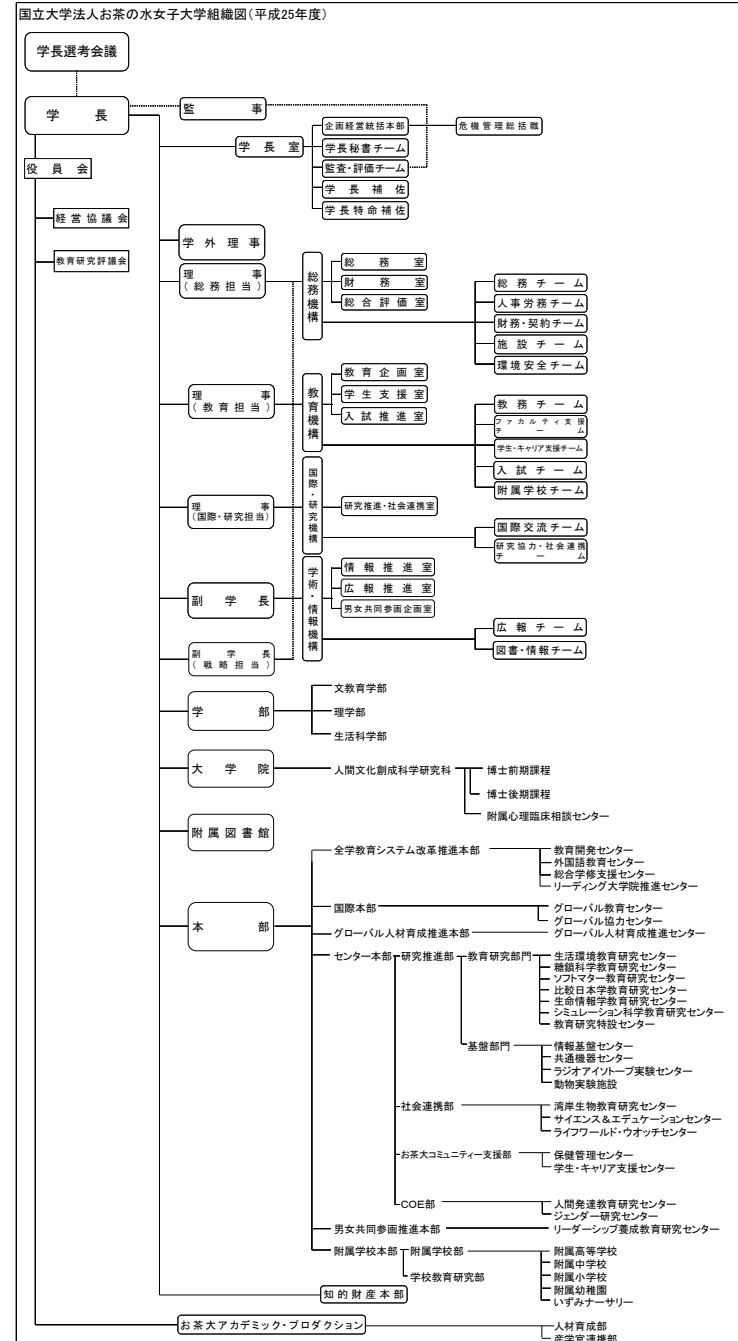 国立大学法人お茶の水女子大学組織図(平成25年度)
学長選考会議
学長
監事
企画経営統括本部
危機管理総括職
学長室
学長秘書チーム
役員会
監査・評価チーム
学長補佐
学長特命補佐
経営協議会
教育研究評議会
学外理事
理事
(総務担当)
総務機構
総務室
財務室
総合評価室
総務チーム
人事労務チーム
財務・契約チーム
施設チーム
環境安全チーム
理事
(教育担当)
教育機構
教育企画室
学生支援室
入試推進室
教務チーム
ファカルティ支援
チーム
学生・キャリア支援チーム
入試チーム
附属学校チーム
理事
(国際・研究担当)
国際・研究機構
研究推進・社会連携室
国際交流チーム
研究協力・社会連携
チーム
副学長
学術・情報機構
情報推進室
広報推進室
男女共同参画企画室
広報チーム
図書・情報チーム
副学長
(戦略担当)
学部
文教育学部
理学部
生活科学部
大学院
人間文化創成科学研究科
博士前期課程
博士後期課程
附属心理臨床相談センター
附属図書館
本部
全学教育システム改革推進本部
教育開発センター
外国語教育センター
総合学修支援センター
リーディング大学院推進センター
国際本部
グローバル教育センター
グローバル協力センター
グローバル人材育成推進本部
グローバル人材育成推進センター
センター本部
研究推進部
教育研究部門
生活環境教育研究センター
糖鎖科学教育研究センター
ソフトマター教育研究センター
比較日本学教育研究センター
生命情報学教育研究センター
シミュレーション科学教育研究センター
教育研究特設センター
基盤部門
情報基盤センター
共通機器センター
ラジオアイソトープ実験センター
動物実験施設
社会連携部
湾岸生物教育研究センター
サイエンス&エデュケーションセンター
ライフワールド・ウオッチセンター
お茶大コミュニティー支援部
保健管理センター
学生・キャリア支援センター
COE部
人間発達教育研究センター
ジェンダー研究センター
男女共同参画推進本部
リーダーシップ養成教育研究センター
附属学校本部
附属学校部
附属高等学校
附属中学校
附属小学校
附属幼稚園
いずみナーサリー
学校教育研究部
知的財産本部
お茶大アカデミック・プロダクション
人材育成部
産学官連携部